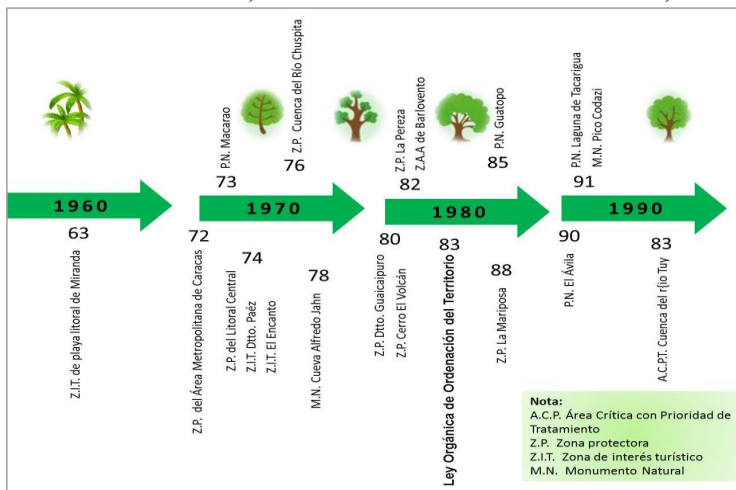 P.N. Macarao
Z.P. Cuenca del Río Chuspita
Z.P. La Pereza
Z.A.A de Barlovento
P.N. Guatopo
P.N. Laguna de Tacarigua
M.N. Pico Codazi
73
76
82
85
91
1960
1970
1980
1990
63
72
74
78
80
83
88
90
83
Z.I.T. de playa litoral de Miranda
Z.P. del Área Metropolitana de Caracas
Z.P. del Litoral Central
Z.I.T. Dtto. Paéz
Z.I.T. El Encanto
M.N. Cueva Alfredo Jahn
Z.P. Dtto. Guaicaipuro
Z.P. Cerro El Volcán
Ley Orgánica de Ordenación del Territorio
Z.P. La Mariposa
P.N. El Ávila
A.C.P.T. Cuenca del r{io Tuy
Nota:
A.C.P. Área Crítica con Prioridad de
Tratamiento
Z.P. Zona protectora
Z.I.T. Zona de interés turístico
M.N. Monumento Natural